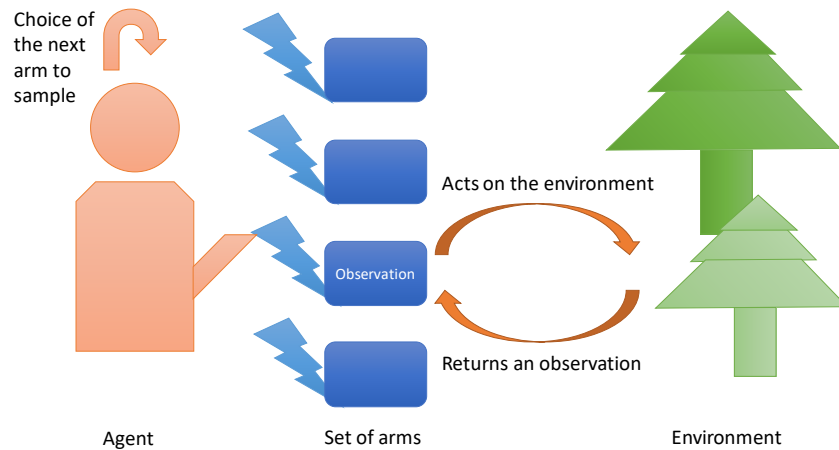 Choice of
the next
arm to
sample
Acts on the environment
Observation
Returns an observation
Agent
Set of arms
Environment